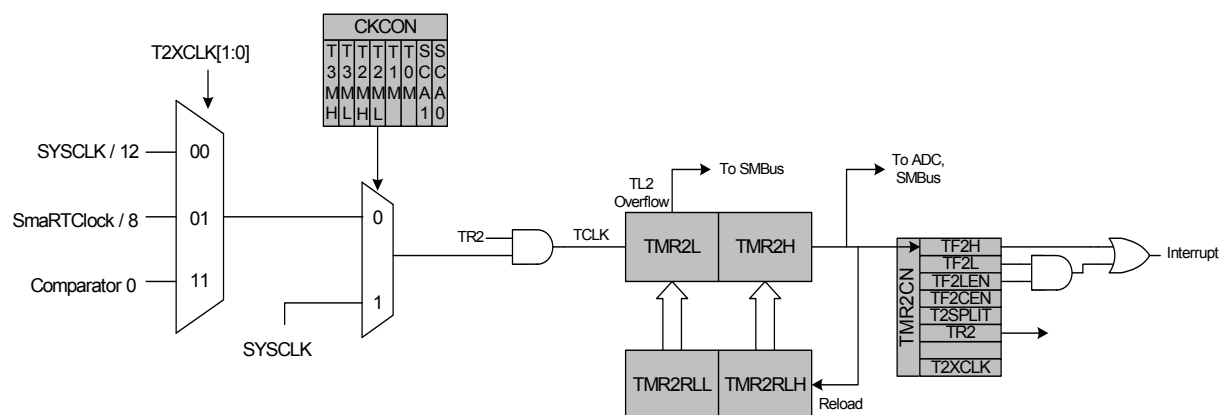 CKCON
T3MH
T3ML
T2MH
T2ML
T1M
T0M
SCA1
SCA0
T2XCLK[1:0]
SYSCLK / 12
00
SmaRTClock / 8
01
Comparator 0
11
0
1
SYSCLK
TR2
TCLK
TL2
Overflow
To SMBus
TMR2L
TMR2H
To ADC,
SMBus
TMR2RLL
TMR2RLH
Reload
TMR2CN
TF2H
TF2L
TF2LEN
TF2CEN
T2SPLIT
TR2
T2XCLK
Interrupt